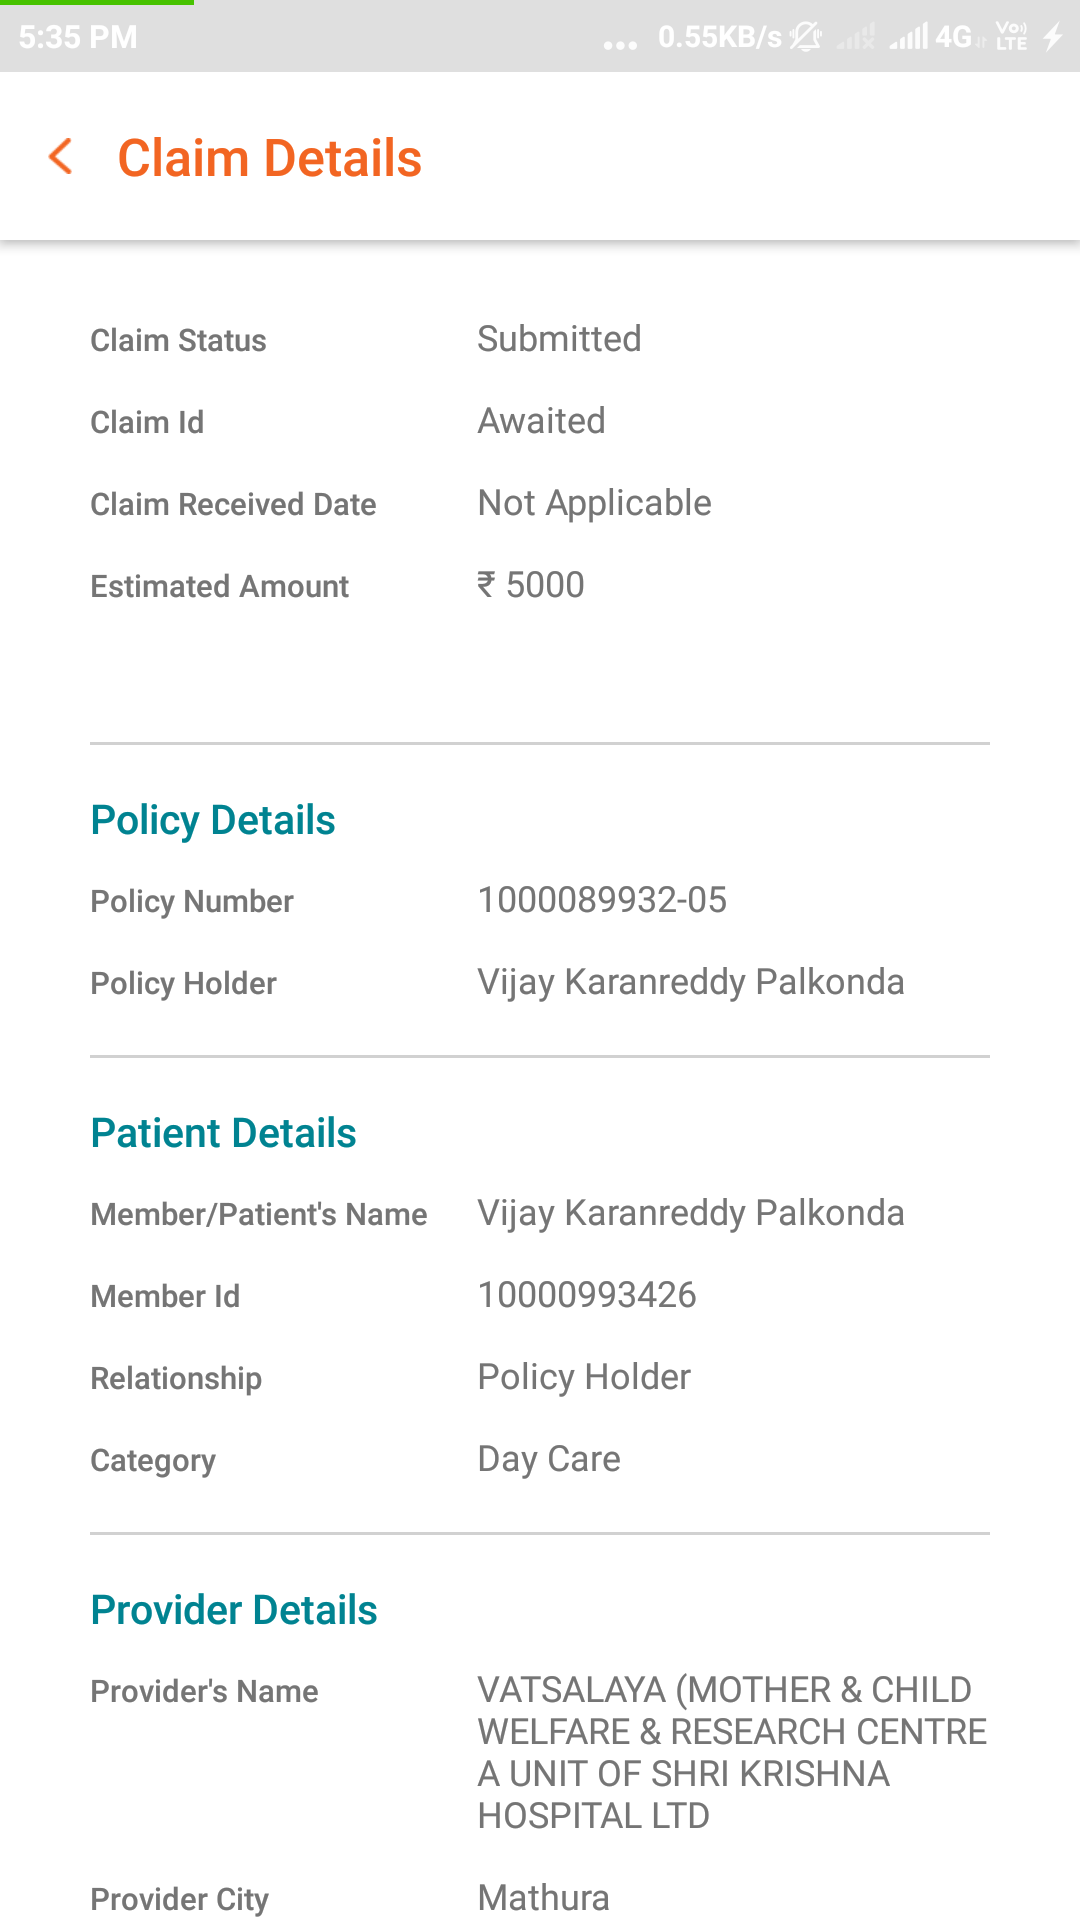 5:35 PM
... 0.55KB/s 4G Vo) LTE
Claim Details
Claim Status Submitted
Claim Id Awaited
Claim Received Date Not Applicable
Estimated Amount ₹ 5000
Policy Details
Policy Number 1000089932-05
Policy Holder Vijay Karanreddy Palkonda
Patient Details
Member/Patient's Name Vijay Karanreddy Palkonda
Member Id 10000993426
Relationship Policy Holder
Category Day Care
Provider Details
Provider's Name VATSALAYA (MOTHER & CHILD
WELFARE & RESEARCH CENTRE
A UNIT OF SHRI KRISHNA
HOSPITAL LTD
Provider City Mathura